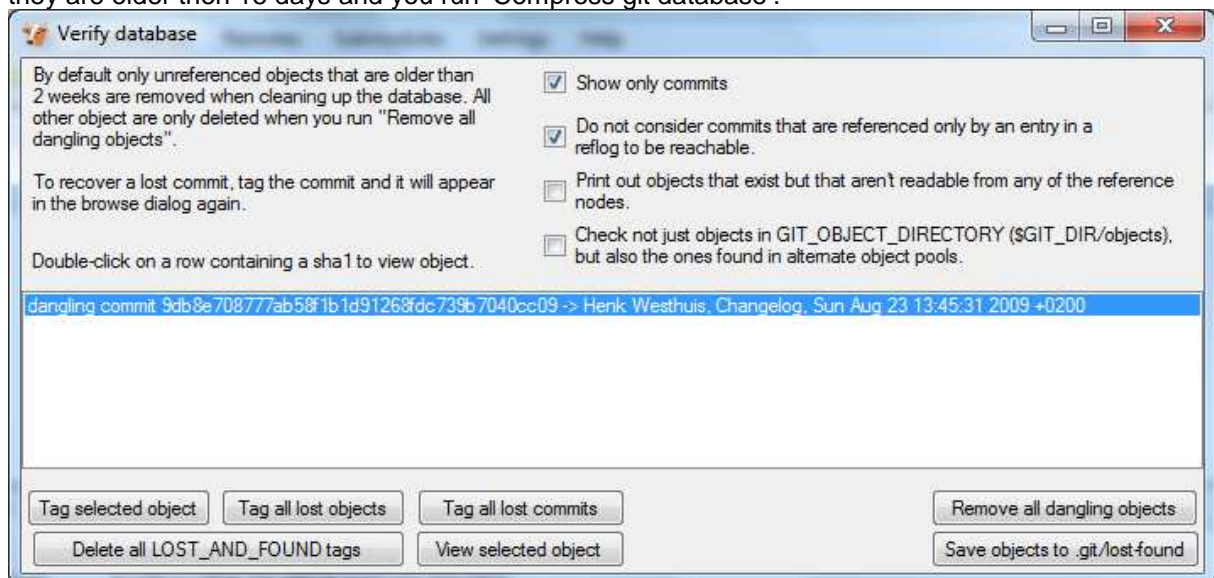 they are older then days and you run 'Compress git database'.
Verify database
By default only unreferenced objects that are older than
2 weeks are removed when cleaning up the database. All
other object are only deleted when you run "Remove all
dangling objects".
To recover a lost commit, tag the commit and it will appear
in the browse dialog again.
Double-click on a row containing a sha1 to view object.
Show only commits
Do not consider commits that are referenced only by an entry in a
reflog to be reachable.
Print out objects that exist but that aren't readable from any of the reference
nodes.
Check not just objects in GIT_OBJECT_DIRECTORY ($GIT_DIR/objects),
but also the ones found in alternate object pools.
dangling commit 9db8e708777ab58f1b1d91268fdc739b7040cc09 -> Henk Westhuis, Changelog, Sun Aug 23 13:45:31 2009 +0200
Tag selected object
Tag all lost objects
Tag all lost commits
Remove all dangling objects
Delete all LOST_AND_FOUND tags
View selected object
Save objects to .git/lost-found